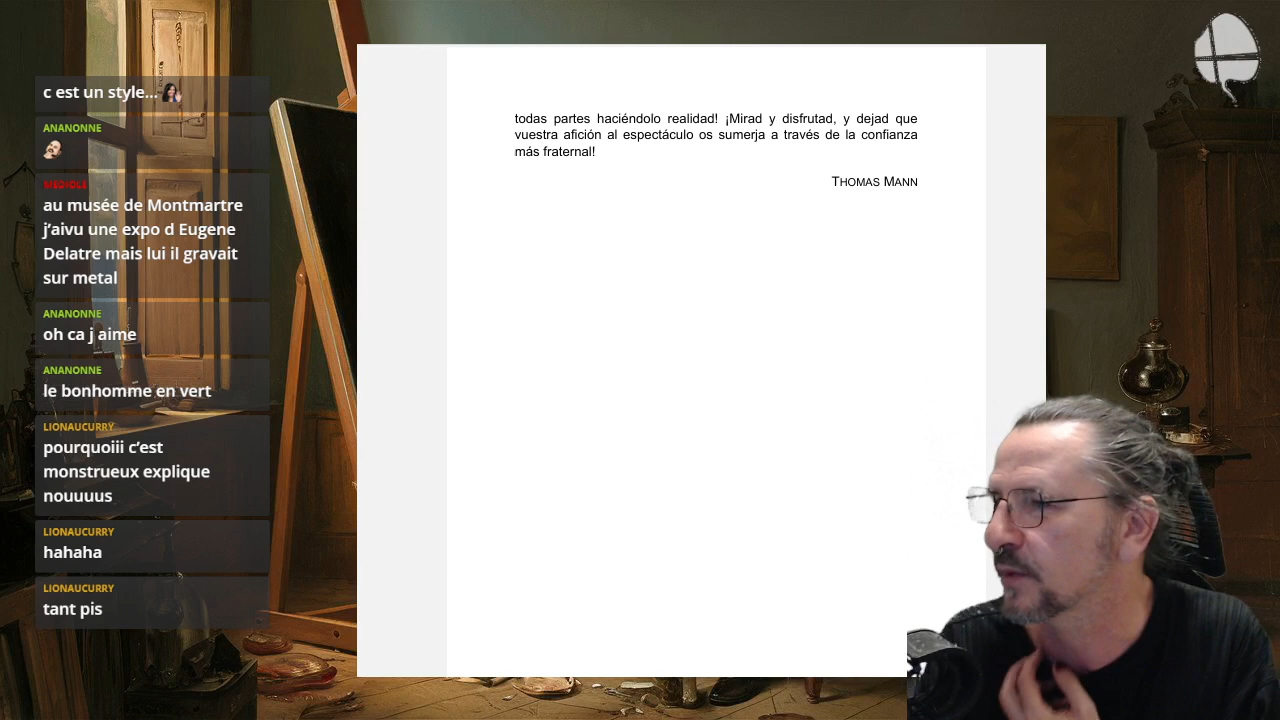 c est un style...
ANANONNE
MEDIOLE
au musée de Montmartre
j'aivu une expo d Eugene
Delatre mais lui il gravait
sur metal
ANANONNE
oh ca j aime
ANANONNE
le bonhomme en vert
LIONAUCURRY
pourquoiii c'est
monstrueux explique
nouuuus
LIONAUCURRY
hahaha
LIONAUCURRY
tant pis
todas partes haciéndolo realidad! ¡Mirad y disfrutad, y dejad que
vuestra afición al espectáculo os sumerja a través de la confianza
más fraternal!
THOMAS MANN